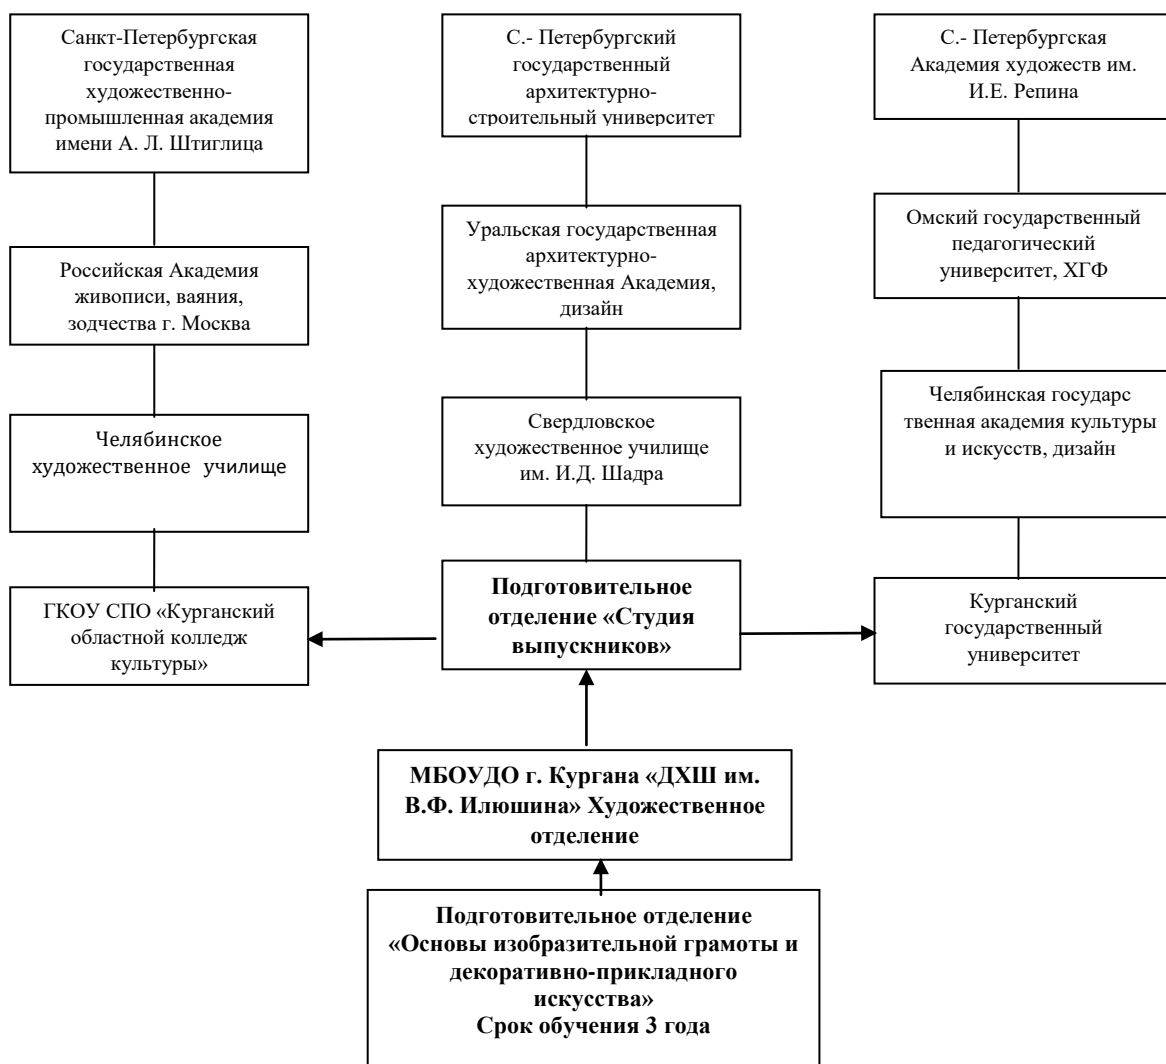 Санкт-Петербургская
государственная
художественно-
промышленная академия
имени А. Л. Штиглица
С.- Петербургский
государственный
архитектурно-
строительный университет
С.- Петербургская
Академия художеств им.
И.Е. Репина
Российская Академия
живописи, ваяния,
зодчества г. Москва
Уральская государственная
архитектурно-
художественная Академия,
дизайн
Омский государственный
педагогический
университет, ХГФ
Челябинское
художественное училище
Свердловское
художественное училище
им. И.Д. Шадра
Челябинская государс
твенная академия культуры
и искусств, дизайн
ГКОУ СПО «Курганский
областной колледж
культуры»
Подготовительное
отделение «Студия
выпускников»
Курганский
государственный
университет
МБОУДО г. Кургана «ДХШ им.
В.Ф. Илюшина» Художественное
отделение
Подготовительное отделение
«Основы изобразительной грамоты и
декоративно-прикладного
искусства»
Срок обучения 3 года